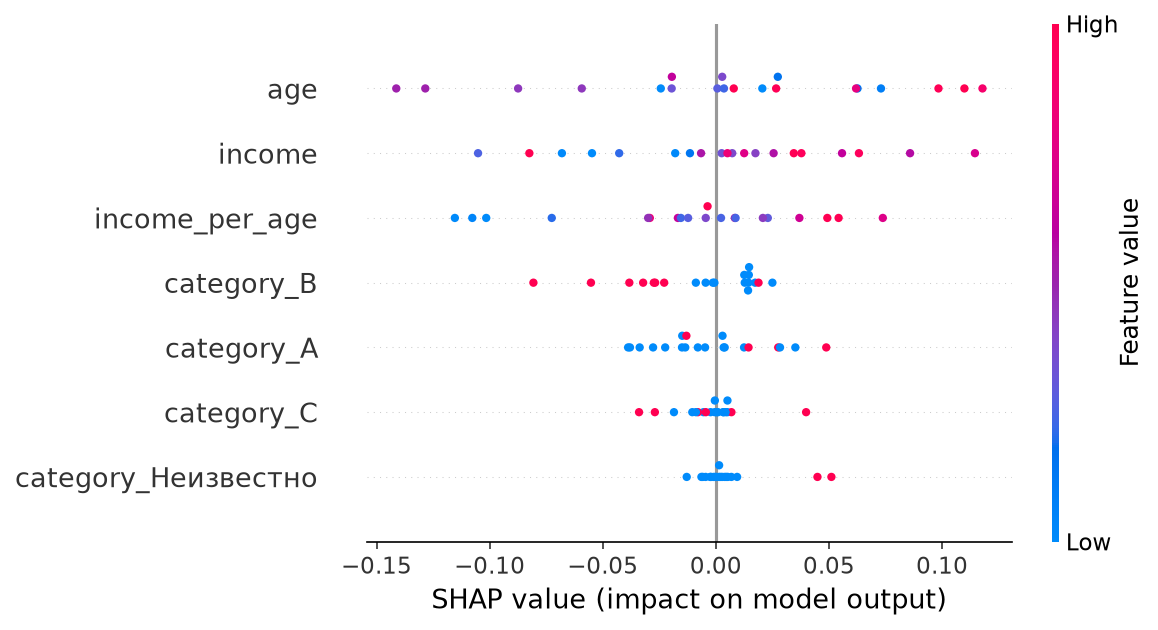 High
age
income
income_per_age
category_B
category_A
category_C
category_Неизвестно
Feature value
Low
−0.15 −0.10 −0.05 0.00 0.05 0.10
SHAP value (impact on model output)